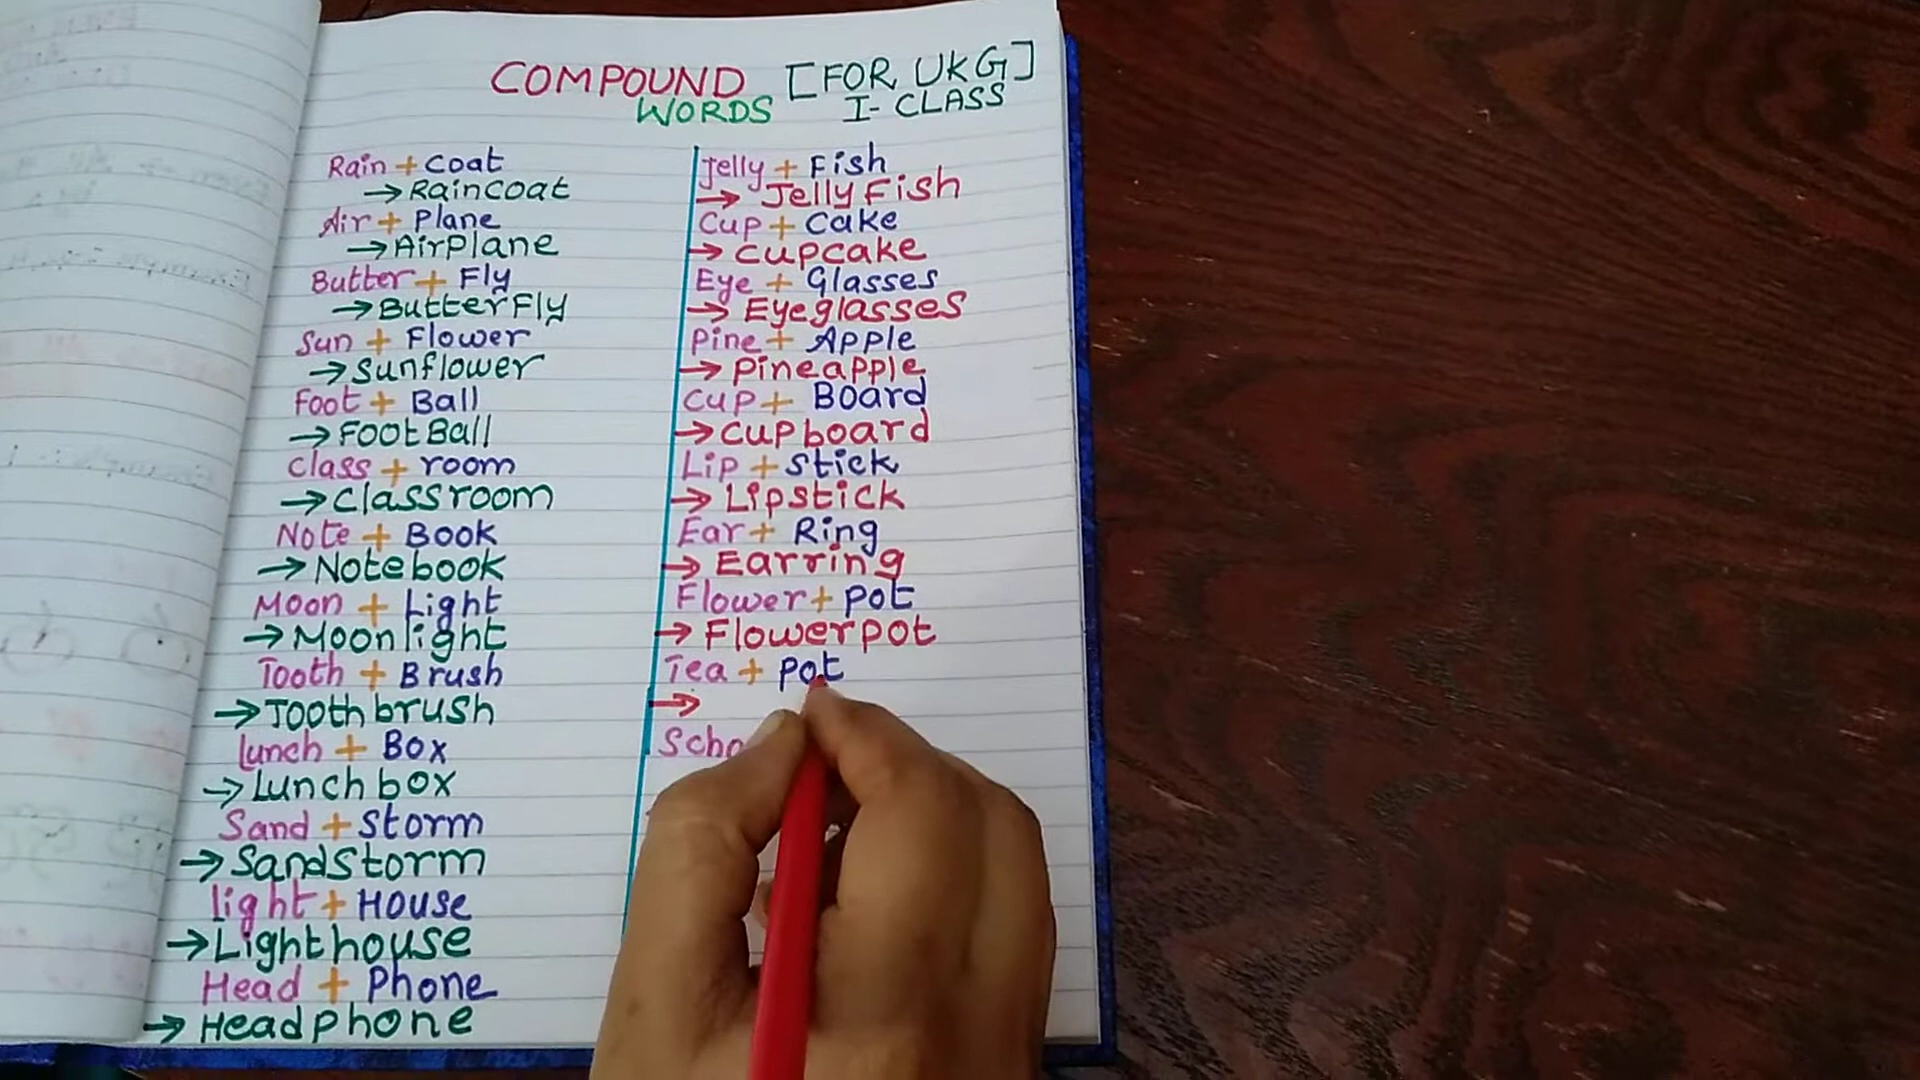 COMPOUND [FOR UKG]
WORDS I- CLASS
Rain + coat
→ Raincoat
Air + Plane
→ AirPlane
Butter + Fly
→ ButterFly
Sun + Flower
→ Sunflower
Foot + Ball
→ FootBall
class + room
→ classroom
Note + Book
→ Notebook
Moon + Light
→ Moonlight
Tooth + Brush
→ Toothbrush
Lunch + Box
→ Lunchbox
Sand + Storm
→ Sandstorm
light + House
→ Lighthouse
Head + Phone
→ Headphone
Jelly + Fish
→ JellyFish
Cup + Cake
→ cupcake
Eye + Glasses
→ Eyeglasses
Pine + Apple
→ Pineapple
Cup + Board
→ cupboard
Lip + stick
→ Lipstick
Ear + Ring
→ Earring
Flower + pot
→ Flowerpot
Tea + pot
→